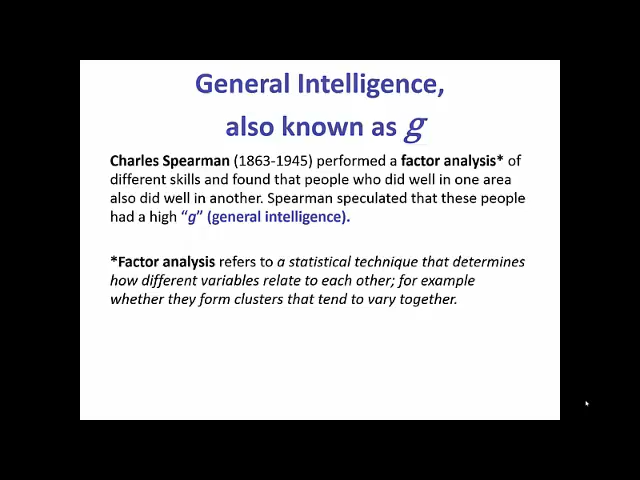 General Intelligence,
also known as g
Charles Spearman (1863-1945) performed a factor analysis* of
different skills and found that people who did well in one area
also did well in another. Spearman speculated that these people
had a high “g” (general intelligence).
*Factor analysis refers to a statistical technique that determines
how different variables relate to each other; for example
whether they form clusters that tend to vary together.